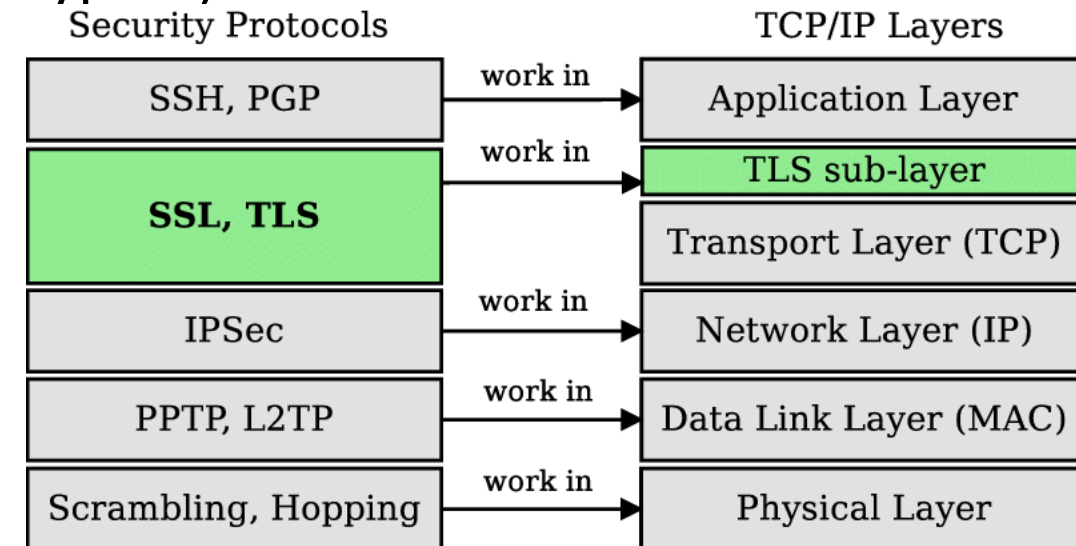 Security Protocols
TCP/IP Layers
SSH, PGP
work in
Application Layer
SSL, TLS
work in
TLS sub-layer
Transport Layer (TCP)
IPSec
work in
Network Layer (IP)
PPTP, L2TP
work in
Data Link Layer (MAC)
Scrambling, Hopping
work in
Physical Layer